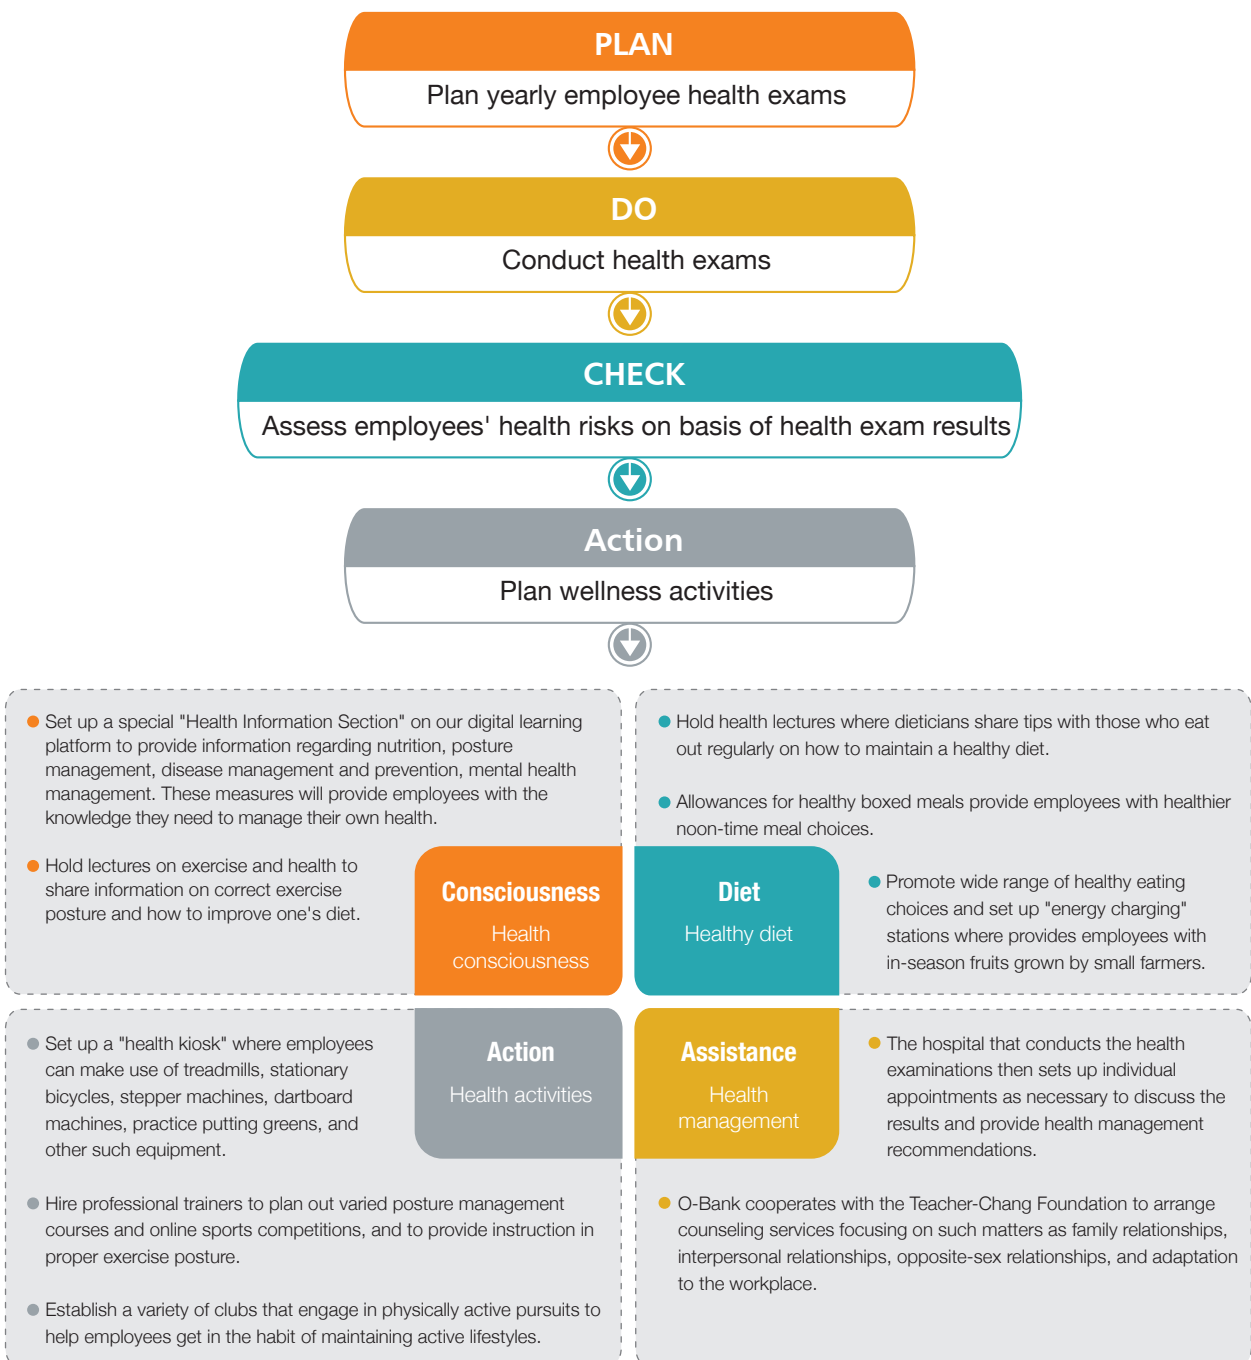 PLAN
Plan yearly employee health exams
DO
Conduct health exams
CHECK
Assess employees' health risks on basis of health exam results
Action
Plan wellness activities
Set up a special "Health Information Section" on our digital learning
platform to provide information regarding nutrition, posture
management, disease management and prevention, mental health
management. These measures will provide employees with the
knowledge they need to manage their own health.
Hold lectures on exercise and health to
share information on correct exercise
posture and how to improve one's diet.
Consciousness
Health
consciousness
Hold health lectures where dieticians share tips with those who eat
out regularly on how to maintain a healthy diet.
Allowances for healthy boxed meals provide employees with healthier
noon-time meal choices.
Diet
Healthy diet
Promote wide range of healthy eating
choices and set up "energy charging"
stations where provides employees with
in-season fruits grown by small farmers.
Set up a "health kiosk" where employees
can make use of treadmills, stationary
bicycles, stepper machines, dartboard
machines, practice putting greens, and
other such equipment.
Action
Health activities
Hire professional trainers to plan out varied posture management
courses and online sports competitions, and to provide instruction in
proper exercise posture.
Establish a variety of clubs that engage in physically active pursuits to
help employees get in the habit of maintaining active lifestyles.
Assistance
Health
management
The hospital that conducts the health
examinations then sets up individual
appointments as necessary to discuss the
results and provide health management
recommendations.
O-Bank cooperates with the Teacher-Chang Foundation to arrange
counseling services focusing on such matters as family relationships,
interpersonal relationships, opposite-sex relationships, and adaptation
to the workplace.